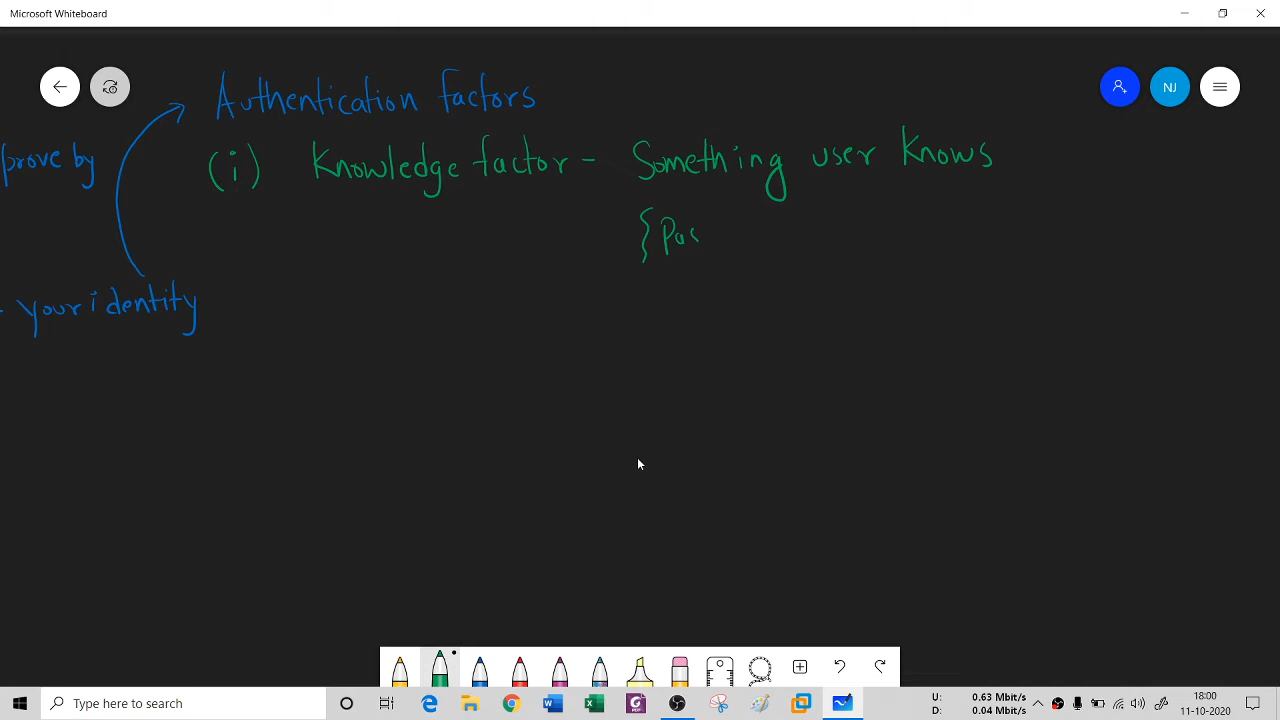 Microsoft Whiteboard
NJ
Authentication factors
prove by
(i) Knowledge factor - Something user knows
{ Pas
your identity
Type here to search
U: 0.63 Mbit/s
D: 0.04 Mbit/s
18:00
11-10-2020